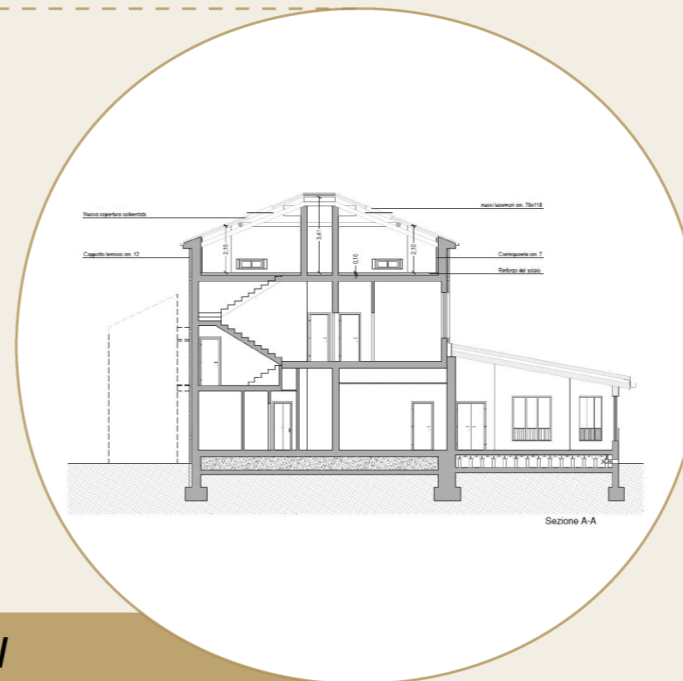 Nuova copertura coibentata
nuovi lucernari cm. 78x118
Cappotto termico cm. 12
Controparete cm. 7
Rinforzo del solaio
2,10
3,41
0,10
2,10
Sezione A-A